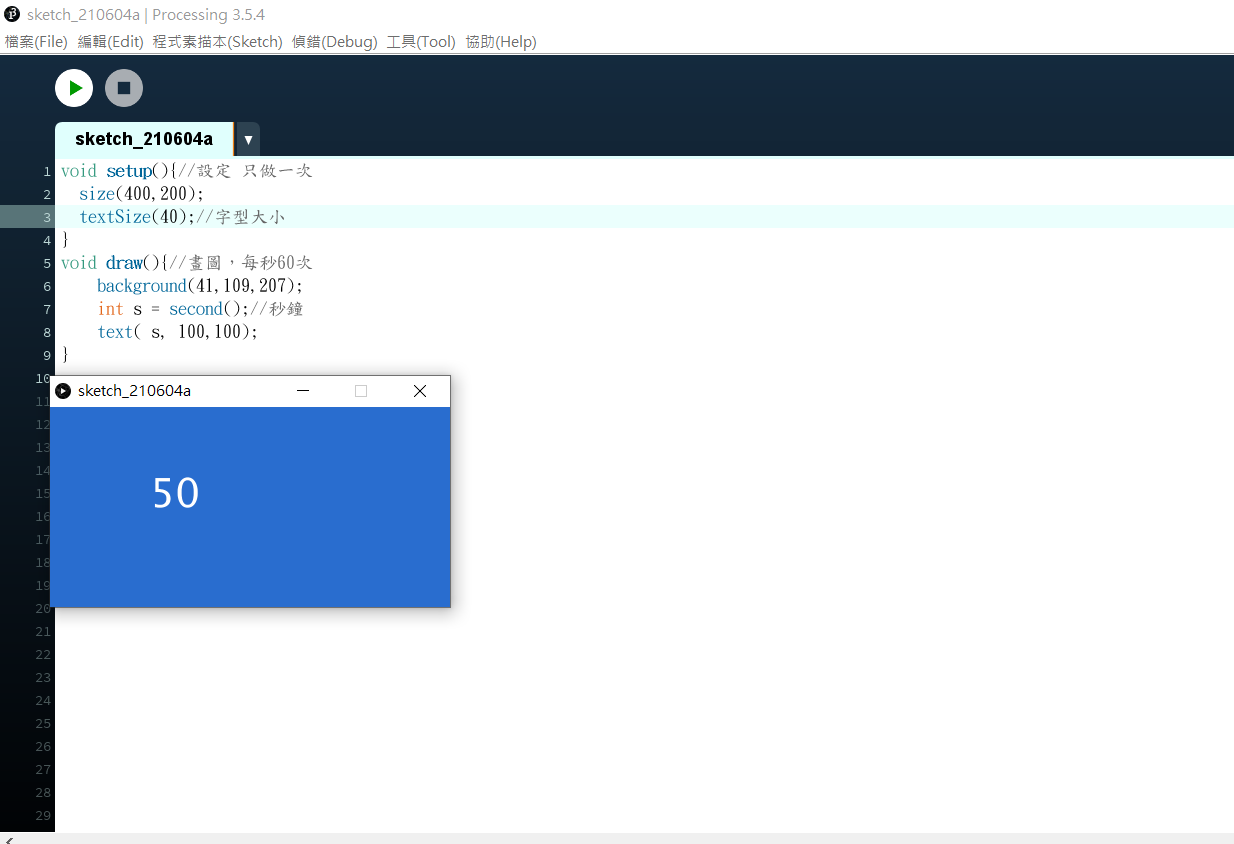 sketch_210604a | Processing 3.5.4
檔案(File) 編輯(Edit) 程式素描本(Sketch) 偵錯(Debug) 工具(Tool) 協助(Help)
sketch_210604a
1 void setup(){//設定 只做一次
2 size(400,200);
3 textSize(40);//字型大小
4 }
5 void draw(){//畫圖，每秒60次
6 background(41,109,207);
7 int s = second();//秒鐘
8 text( s, 100,100);
9 }
10
sketch_210604a
11
12
13
14
50
15
16
17
18
19
20
21
22
23
24
25
26
27
28
29